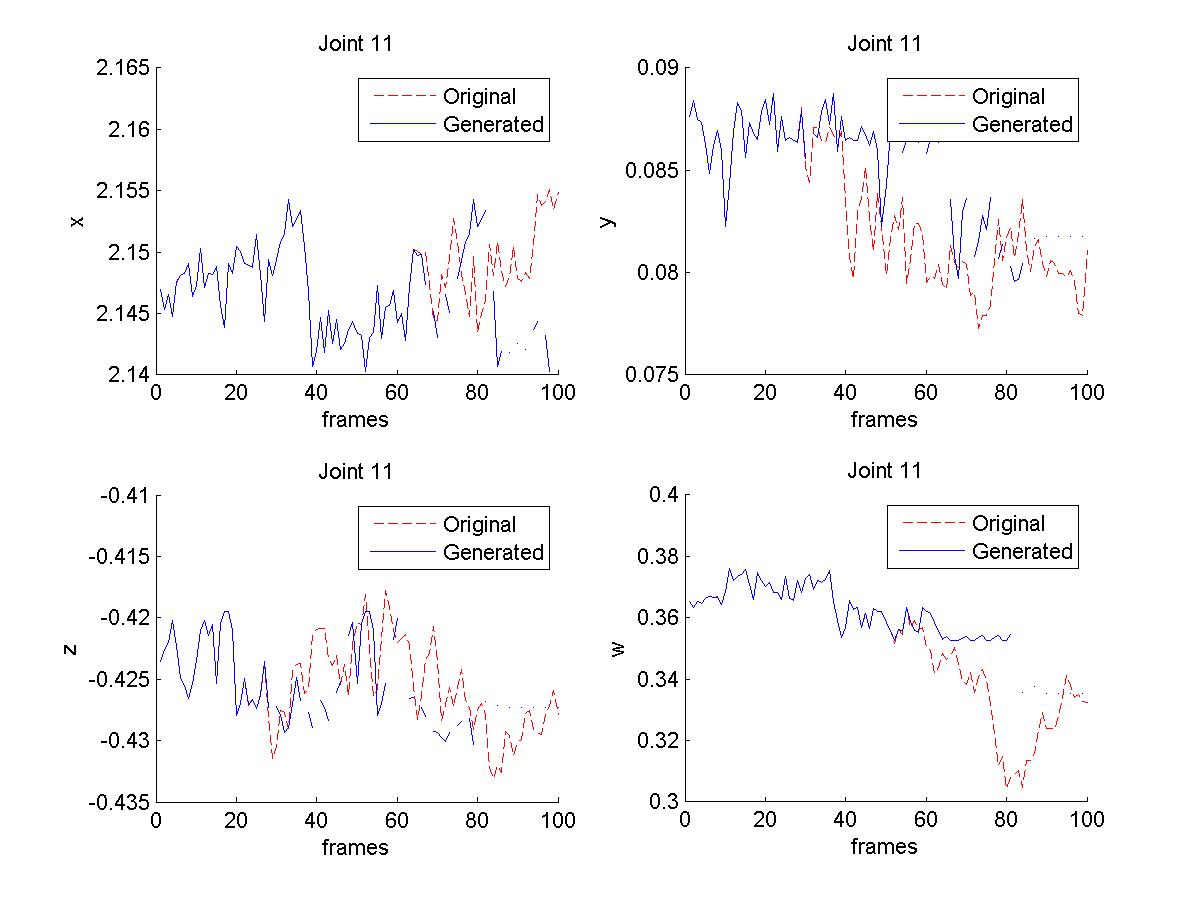 Joint 11
2.165
2.16
2.155
2.15
2.145
2.14
x
0 20 40 60 80 100
frames
Original
Generated
Joint 11
0.09
0.085
0.08
0.075
y
0 20 40 60 80 100
frames
Original
Generated
Joint 11
-0.41
-0.415
-0.42
-0.425
-0.43
-0.435
z
0 20 40 60 80 100
frames
Original
Generated
Joint 11
0.4
0.38
0.36
0.34
0.32
0.3
w
0 20 40 60 80 100
frames
Original
Generated